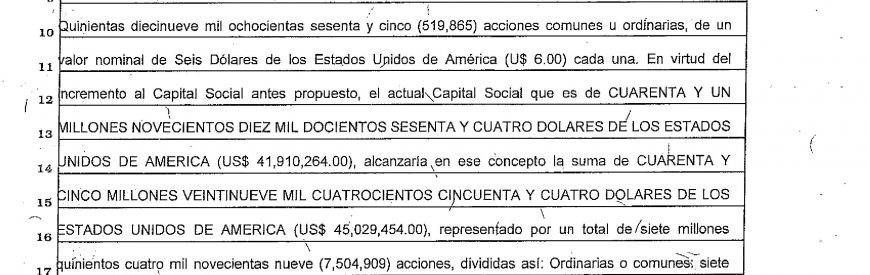 10 Quinientas diecinueve mil ochocientas sesenta y cinco (519,865) acciones comunes u ordinarias, de un
11 valor nominal de Seis Dólares de los Estados Unidos de América (U$ 6.00) cada una. En virtud del
12 incremento al Capital Social antes propuesto, el actual Capital Social que es de CUARENTA Y UN
13 MILLONES NOVECIENTOS DIEZ MIL DOCIENTOS SESENTA Y CUATRO DOLARES DE LOS ESTADOS
14 UNIDOS DE AMERICA (US$ 41,910,264.00), alcanzaría en ese concepto la suma de CUARENTA Y
15 CINCO MILLONES VEINTINUEVE MIL CUATROCIENTOS CINCUENTA Y CUATRO DOLARES DE LOS
16 ESTADOS UNIDOS DE AMERICA (US$ 45,029,454.00), representado por un total de siete millones
17 quinientos cuatro mil novecientas nueve (7,504,909) acciones, divididas así: Ordinarias o comunes: siete